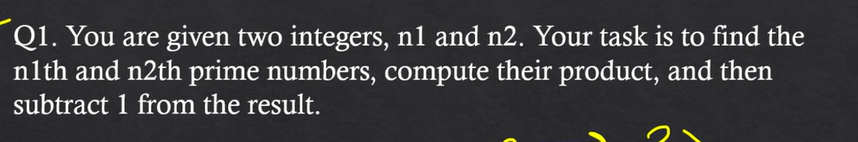 Q1. You are given two integers, n1 and n2. Your task is to find the
n1th and n2th prime numbers, compute their product, and then
subtract 1 from the result.